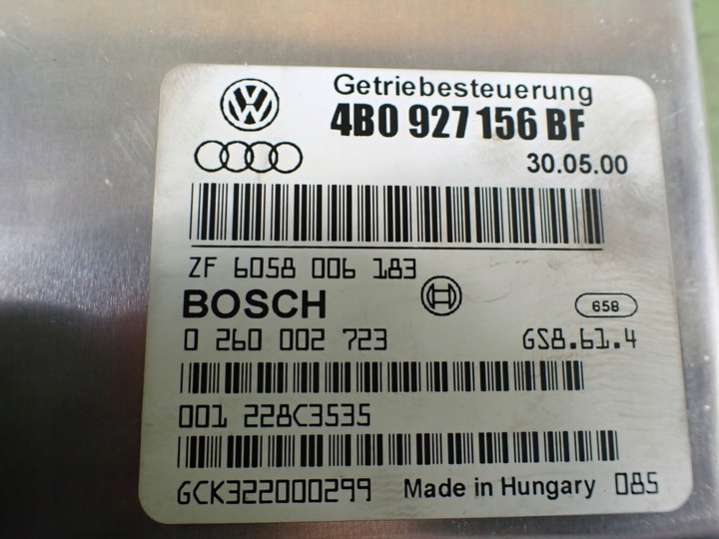 Getriebesteuerung
4B0 927 156 BF
30.05.00
ZF 6058 006 183
BOSCH
658
0 260 002 723 GS8.61.4
001 228C3535
GCK322000299 Made in Hungary 085